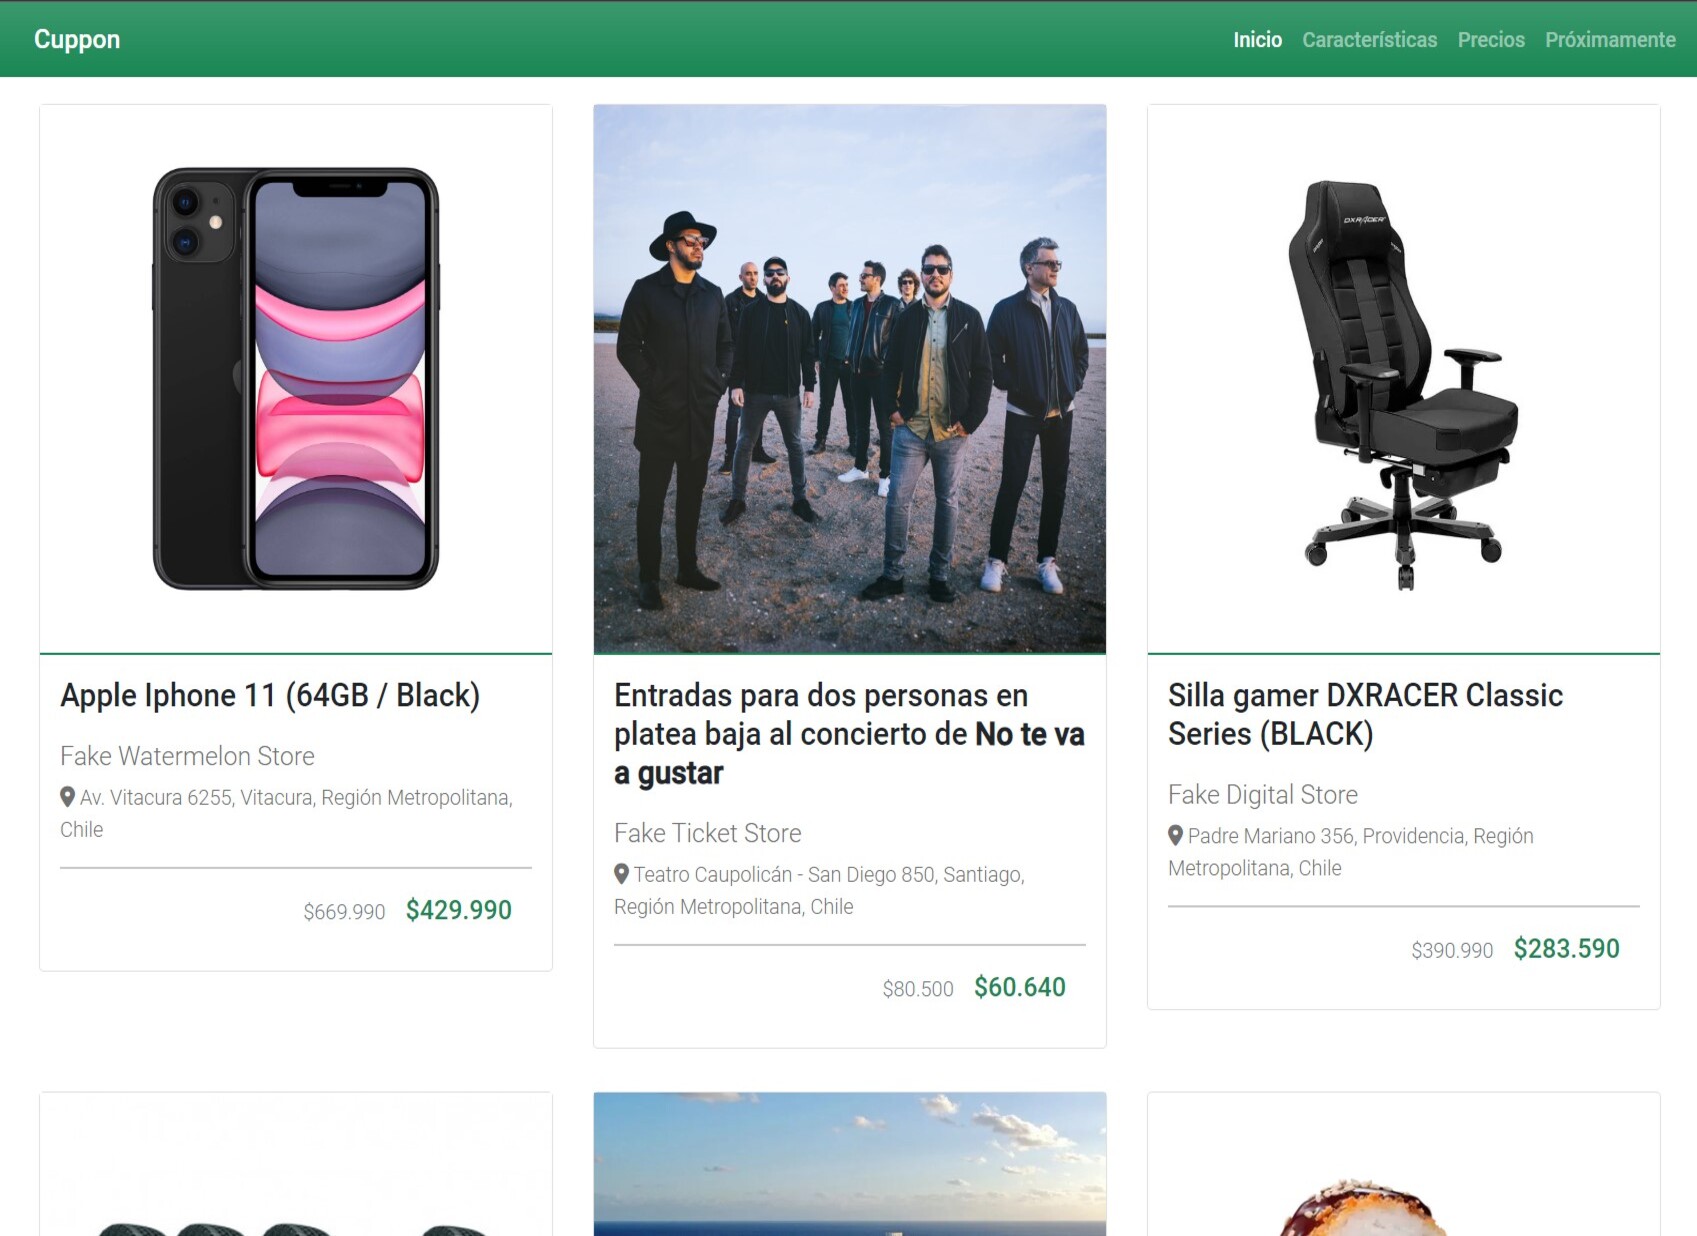 Cuppon
Inicio Características Precios Próximamente
Apple Iphone 11 (64GB / Black)
Fake Watermelon Store
Av. Vitacura 6255, Vitacura, Región Metropolitana,
Chile
$669.990 $429.990
Entradas para dos personas en
platea baja al concierto de No te va
a gustar
Fake Ticket Store
Teatro Caupolicán - San Diego 850, Santiago,
Región Metropolitana, Chile
$80.500 $60.640
DXRACER
Silla gamer DXRACER Classic
Series (BLACK)
Fake Digital Store
Padre Mariano 356, Providencia, Región
Metropolitana, Chile
$390.990 $283.590